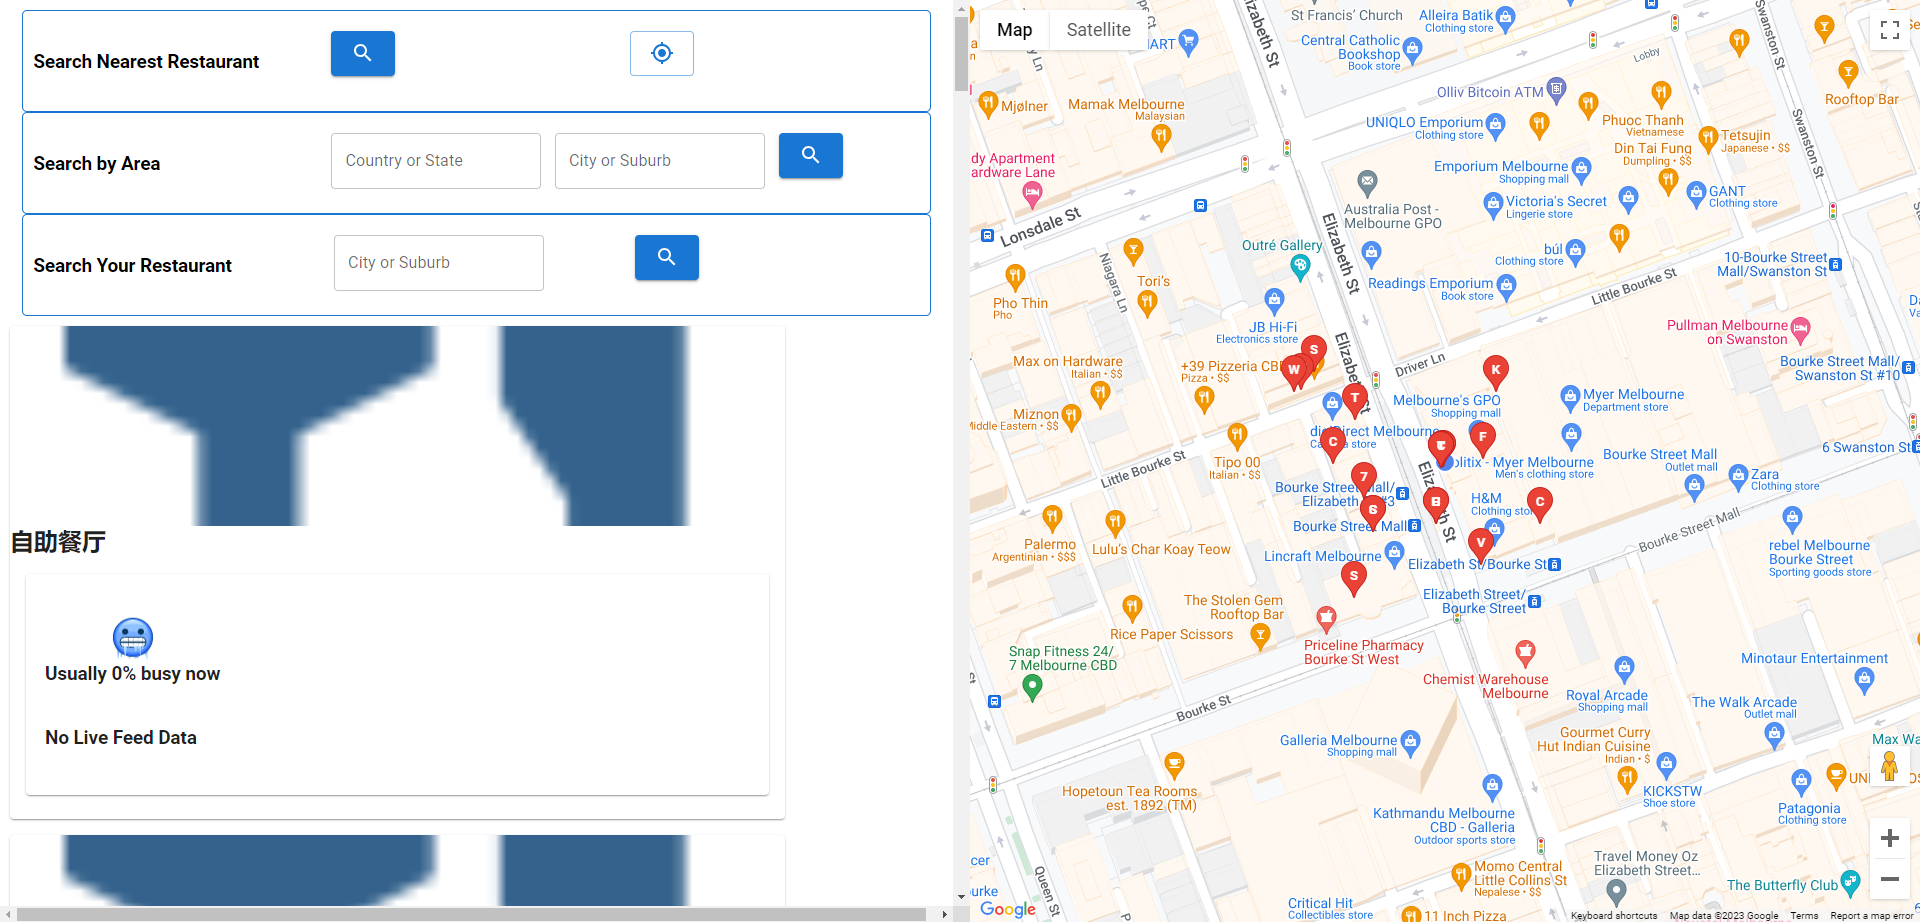 Search Nearest Restaurant
Search by Area
Country or State
City or Suburb
Search Your Restaurant
City or Suburb
自助餐厅
Usually 0% busy now
No Live Feed Data
Map
Satellite
St Francis' Church
Alleira Batik
Clothing store
Central Catholic
Bookshop
Book store
Elizabeth St
Swanston St
Lobby
Olliv Bitcoin ATM
Rooftop Bar
Mjølner
Mamak Melbourne
Malaysian
UNIQLO Emporium
Clothing store
Phuoc Thanh
Vietnamese
Tetsujin
Japanese • $$
Din Tai Fung
Dumpling • $$
Swanston St
dy Apartment
ardware Lane
Emporium Melbourne
Shopping mall
Victoria's Secret
Lingerie store
GANT
Clothing store
Australia Post -
Melbourne GPO
Lonsdale St
Elizabeth St
Outré Gallery
búl
Clothing store
10-Bourke Street
Mall/Swanston St
Niagara Ln
Tori's
Readings Emporium
Book store
Little Bourke St
Pho Thin
Pho
JB Hi-Fi
Electronics store
Pullman Melbourne
on Swanston
Elizabeth St
Driver Ln
Max on Hardware
Italian • $$
+39 Pizzeria CB
Pizza • $$
S
W
K
T
Bourke Street Mall/
Swanston St #10
Myer Melbourne
Department store
Melbourne's GPO
Shopping mall
Miznon
Middle Eastern • $$
C
F
Direct Melbourne
store
Tipo 00
Italian • $$
Little Bourke St
olitix - Myer Melbourne
Men's clothing store
Bourke Street Mall
Outlet mall
6 Swanston St
Zara
Clothing store
7
Bourke Street
Elizabeth
#3
H&M
C
Bourke Street Mall
Palermo
Argentinian • $$$
Lulu's Char Koay Teow
Lincraft Melbourne
V
Elizabeth St/Bourke St
Bourke Street Mall
rebel Melbourne
Bourke Street
Sporting goods store
S
The Stolen Gem
Rooftop Bar
Elizabeth Street/
Bourke Street
Rice Paper Scissors
Priceline Pharmacy
Bourke St West
Snap Fitness 24/
7 Melbourne CBD
Chemist Warehouse
Melbourne
Minotaur Entertainment
Royal Arcade
Shopping mall
The Walk Arcade
Outlet mall
Bourke St
Galleria Melbourne
Shopping mall
Gourmet Curry
Hut Indian Cuisine
Indian • $
Max Wa
Hopetoun Tea Rooms
est. 1892 (TM)
KICKSTW
Shoe store
Patagonia
Clothing store
Kathmandu Melbourne
CBD - Galleria
Outdoor sports store
Queen St
Momo Central
Little Collins St
Nepalese • $$
Travel Money Oz
Elizabeth Street...
The Butterfly Club
Critical Hit
Collectibles store
11 Inch Pizza
Google
Keyboard shortcuts
Map data ©2023 Google
Terms
Report a map error